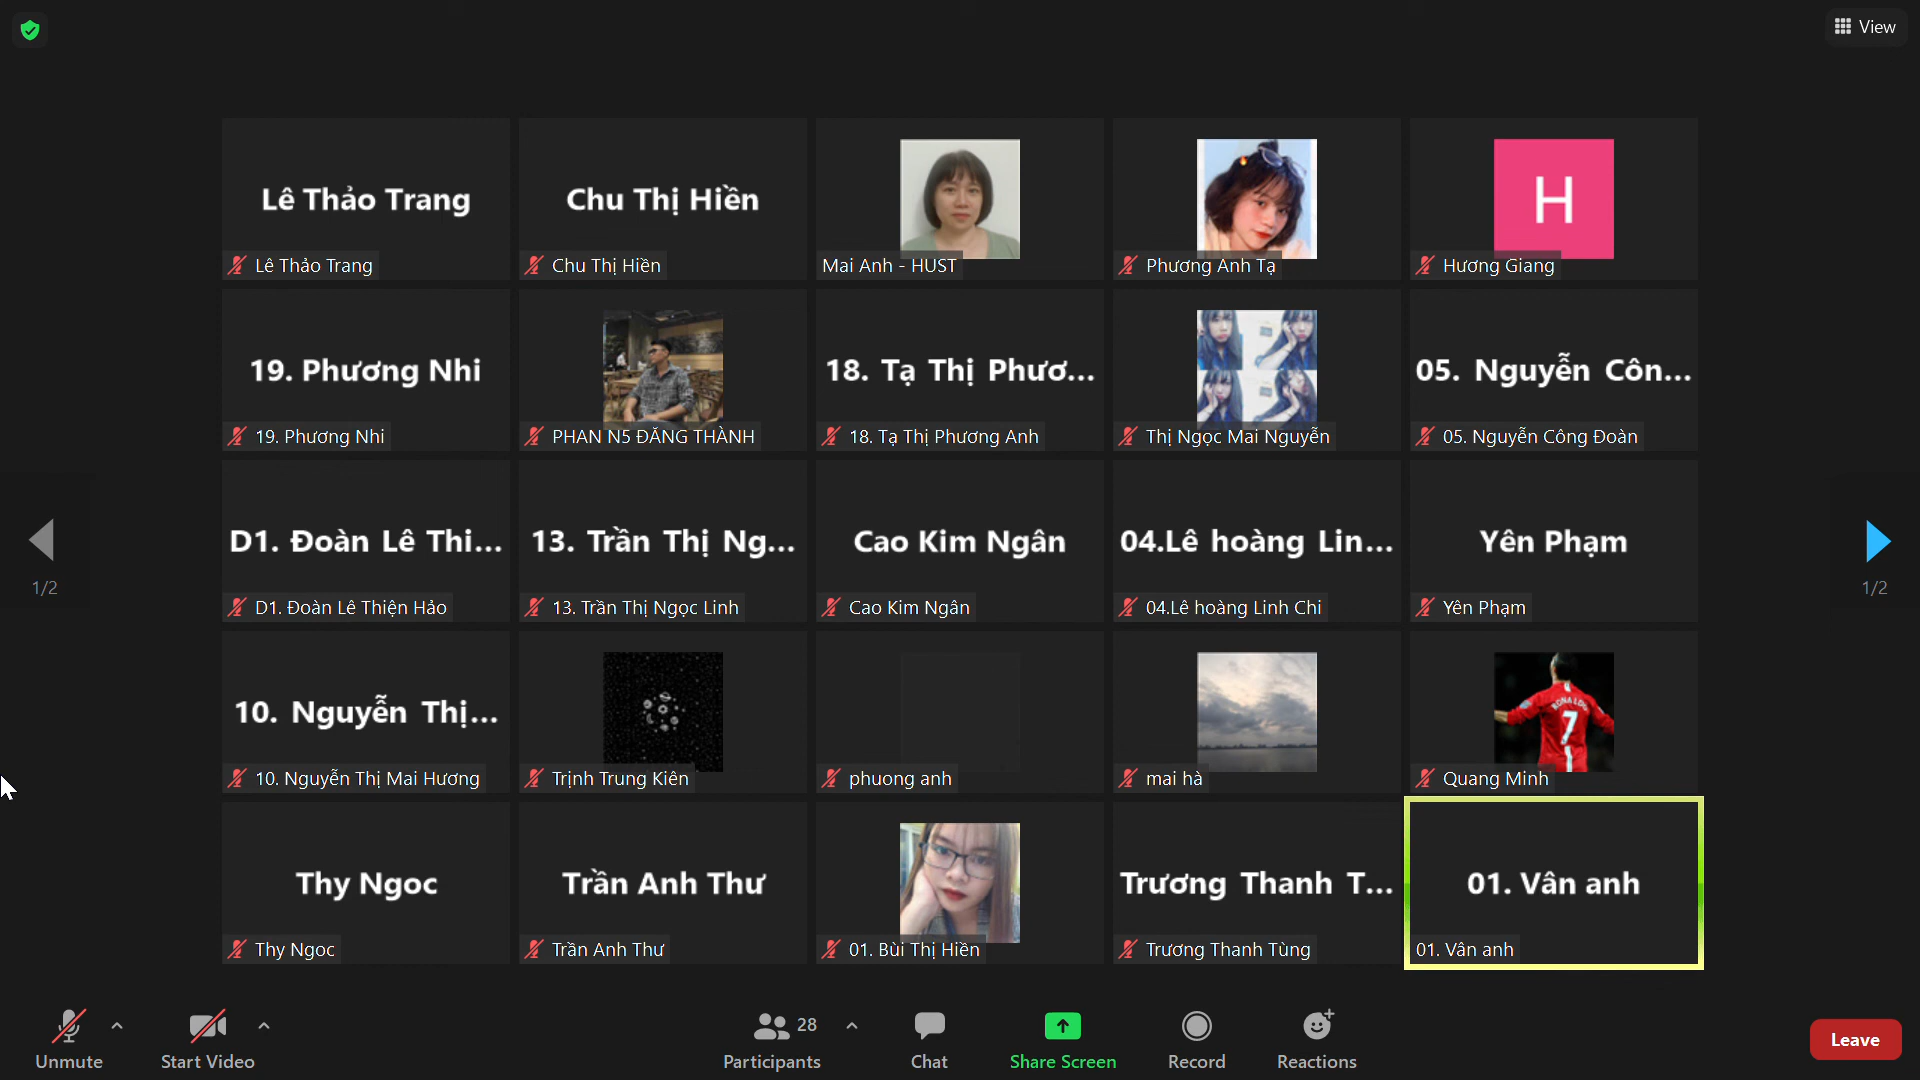 View
Lê Thảo Trang
Lê Thảo Trang
Chu Thị Hiền
Chu Thị Hiền
Mai Anh - HUST
Phương Anh Tạ
H
Hương Giang
19. Phương Nhi
19. Phương Nhi
PHAN N5 ĐĂNG THÀNH
18. Tạ Thị Phươ...
18. Tạ Thị Phương Anh
Thị Ngọc Mai Nguyễn
05. Nguyễn Côn...
05. Nguyễn Công Đoàn
D1. Đoàn Lê Thi...
D1. Đoàn Lê Thiện Hảo
13. Trần Thị Ng...
13. Trần Thị Ngọc Linh
Cao Kim Ngân
Cao Kim Ngân
04.Lê hoàng Lin...
04.Lê hoàng Linh Chi
Yên Phạm
Yên Phạm
1/2
1/2
10. Nguyễn Thị...
10. Nguyễn Thị Mai Hương
Trịnh Trung Kiên
phuong anh
mai hà
RONALDO
7
Quang Minh
Thy Ngoc
Thy Ngoc
Trần Anh Thư
Trần Anh Thư
01. Bùi Thị Hiền
Trương Thanh T...
Trương Thanh Tùng
01. Vân anh
01. Vân anh
Unmute
Start Video
28
Participants
Chat
Share Screen
Record
Reactions
Leave